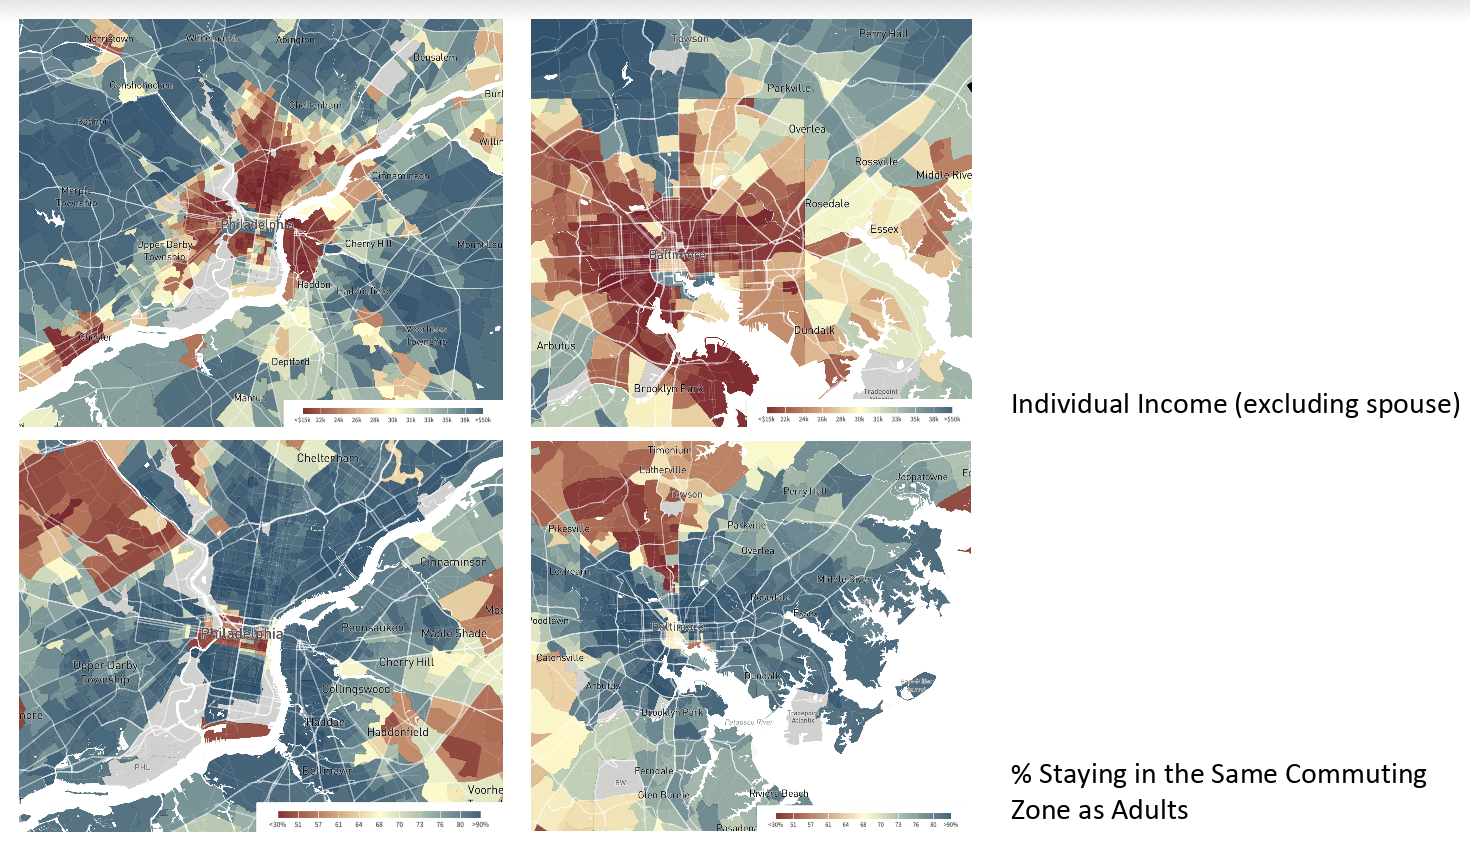 Norristown
Abington
Bensalem
Conshohocken
Cheltenham
Radnor
Cinnaminson
Township
Philadelphia
Upper Darby
Township
Cherry Hill
Haddon
Haddonfield
Voorhees
Township
Chester
Deptford
Mantua
<$15k 22k 24k 26k 28k 30k 31k 33k 35k 38k >$50k
Towson
Perry Hall
Parkville
Overlea
Rossville
Middle Rive
Rosedale
Essex
Baltimore
Dundalk
Arbutus
Brooklyn Park
Tradepoint
<$15k 22k 24k 26k 28k 30k 31k 33k 35k 38k >$50k
Individual Income (excluding spouse)
Cheltenham
Cinnaminson
Philadelphia
Pennsauken
Maple Shade
Upper Darby
Township
Cherry Hill
Collingswood
Haddon
Haddonfield
PHL
Bellmawr
Voorhe
<30% 51 57 61 64 68 70 73 76 80 >90%
Timonium
Lutherville
Towson
Joppatowne
Perry Hall
Pikesville
Parkville
Overlea
Lochearn
Middle River
Rosedale
Essex
oodlawn
Baltimore
Catonsville
Dundalk
Arbutus
Brooklyn Park
Tradepoint
Atlantic
Patapsco River
Ferndale
Glen Burnie
Riviera Beach
Pasaden
<30% 51 57 61 64 68 70 73 76 80 >90%
% Staying in the Same Commuting
Zone as Adults